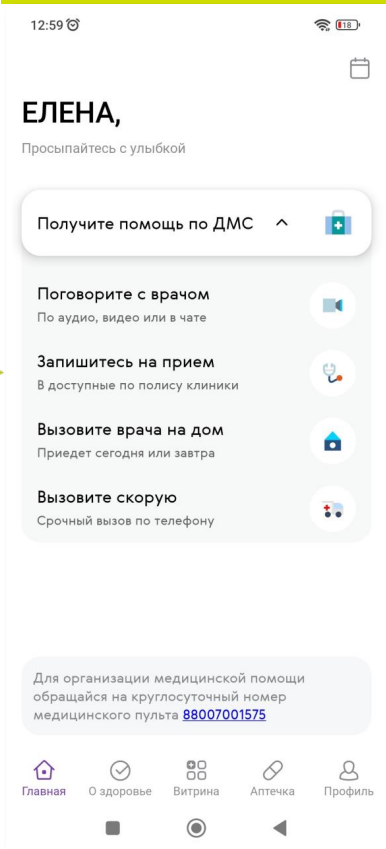 12:59
18
ЕЛЕНА,
Просыпайтесь с улыбкой
Получите помощь по ДМС
Поговорите с врачом
По аудио, видео или в чате
Запишитесь на прием
В доступные по полису клиники
Вызовите врача на дом
Приедет сегодня или завтра
Вызовите скорую
Срочный вызов по телефону
Для организации медицинской помощи
обращайся на круглосуточный номер
медицинского пульта 88007001575
Главная О здоровье Витрина Аптечка Профиль